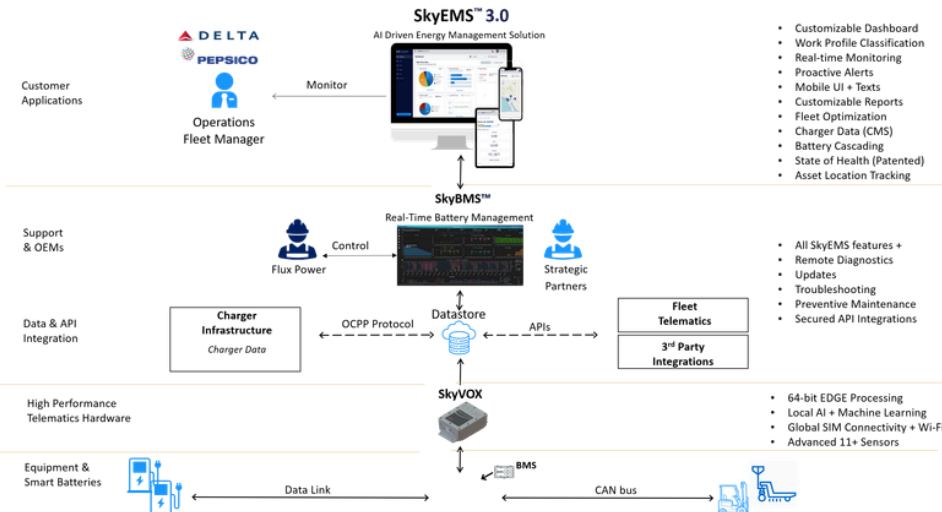 SkyEMS™ 3.0
AI Driven Energy Management Solution
DELTA
PEPSICO
Customer
Applications
Monitor
Operations
Fleet Manager
• Customizable Dashboard
• Work Profile Classification
• Real-time Monitoring
• Proactive Alerts
• Mobile UI + Texts
• Customizable Reports
• Fleet Optimization
• Charger Data (CMS)
• Battery Cascading
• State of Health (Patented)
• Asset Location Tracking
SkyBMS™
Real-Time Battery Management
Support
& OEMs
Control
Flux Power
Strategic
Partners
• All SkyEMS features +
• Remote Diagnostics
• Updates
• Troubleshooting
• Preventive Maintenance
• Secured API Integrations
Data & API
Integration
Charger
Infrastructure
Charger Data
OCPP Protocol
Datastore
APIs
Fleet
Telematics
3rd Party
Integrations
High Performance
Telematics Hardware
SkyVOX
• 64-bit EDGE Processing
• Local AI + Machine Learning
• Global SIM Connectivity + Wi-Fi
• Advanced 11+ Sensors
Equipment &
Smart Batteries
BMS
Data Link
CAN bus